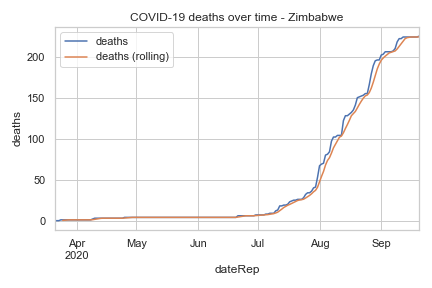 COVID-19 deaths over time - Zimbabwe
deaths
deaths (rolling)
200
150
100
50
0
deaths
Apr
2020
May
Jun
Jul
Aug
Sep
dateRep